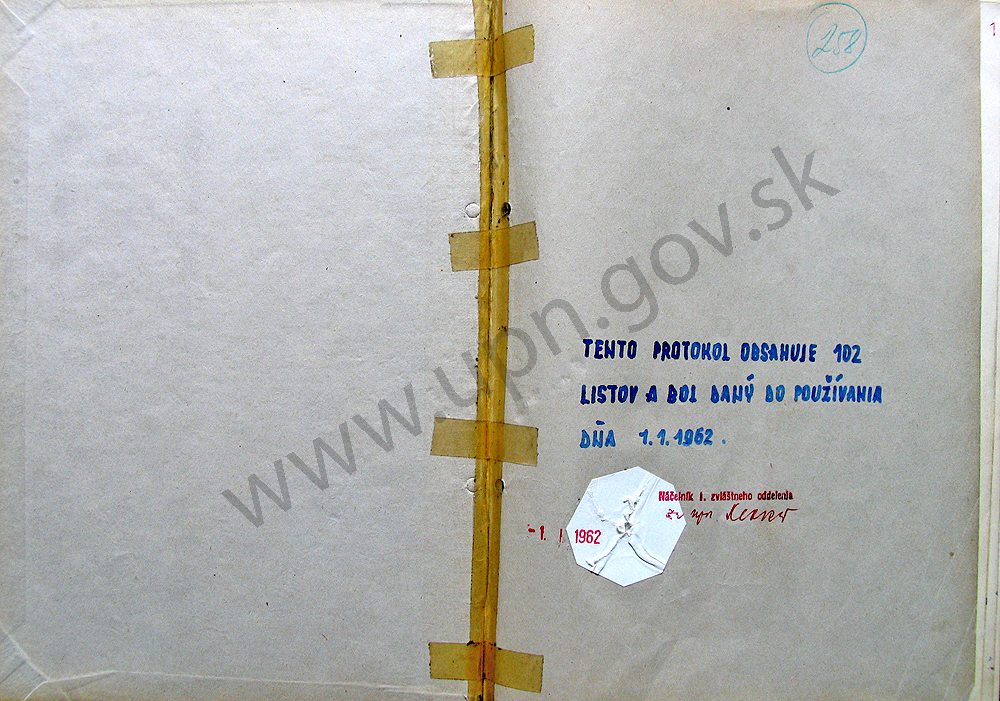 258
www.upn.gov.sk
TENTO PROTOKOL OBSAHUJE 102
LISTOV A BOL DANÝ DO POUŽÍVANIA
DŇA 1.1.1962.
Náčelník I. zvláštneho oddelenia
-1. I 1962